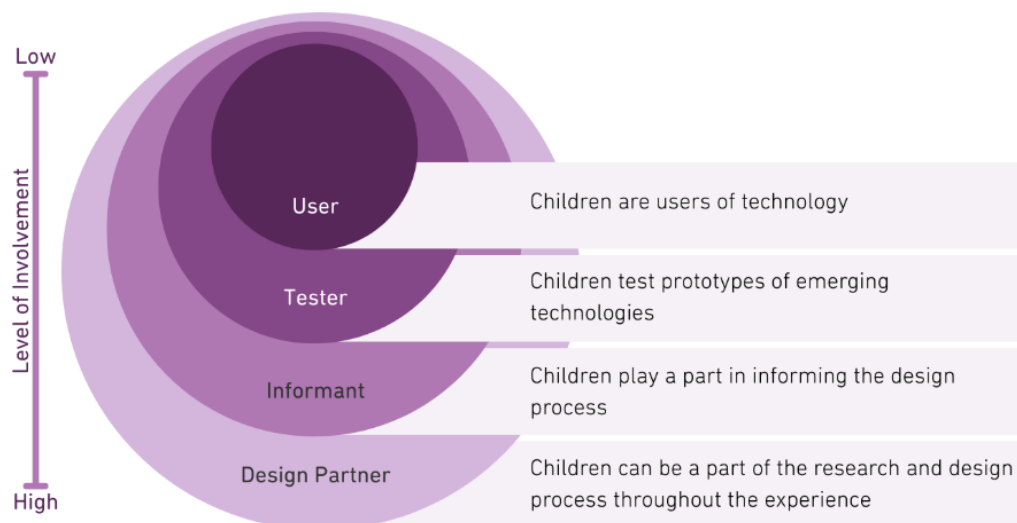 Low
Level of Involvement
High
User
Children are users of technology
Tester
Children test prototypes of emerging
technologies
Informant
Children play a part in informing the design
process
Design Partner
Children can be a part of the research and design
process throughout the experience